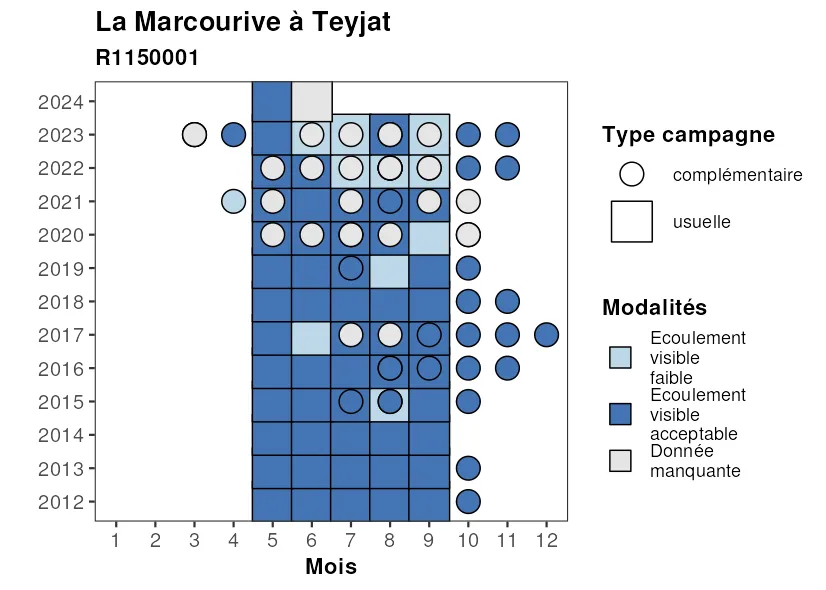 La Marcourive à Teyjat
R1150001
2024
2023
2022
2021
2020
2019
2018
2017
2016
2015
2014
2013
2012
1 2 3 4 5 6 7 8 9 10 11 12
Mois
Type campagne
complémentaire
usuelle
Modalités
Ecoulement
visible
faible
Ecoulement
visible
acceptable
Donnée
manquante